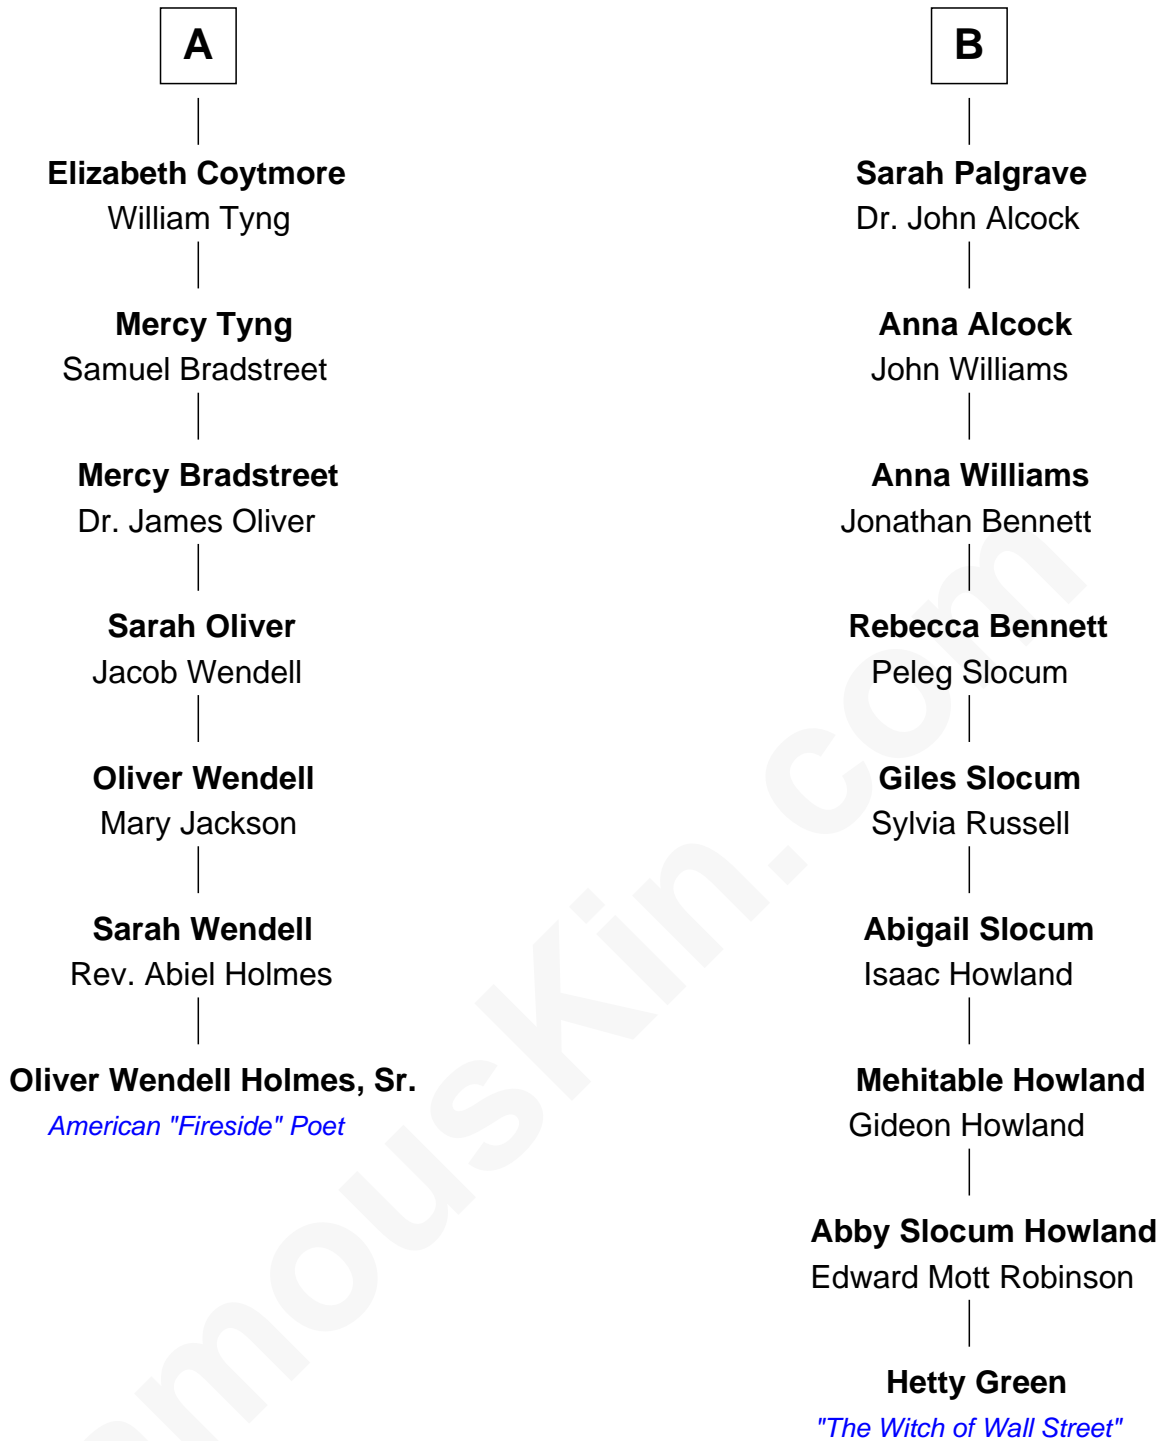 A
Elizabeth Coytmore
William Tyng
Mercy Tyng
Samuel Bradstreet
Mercy Bradstreet
Dr. James Oliver
Sarah Oliver
Jacob Wendell
Oliver Wendell
Mary Jackson
Sarah Wendell
Rev. Abiel Holmes
Oliver Wendell Holmes, Sr.
American "Fireside" Poet
B
Sarah Palgrave
Dr. John Alcock
Anna Alcock
John Williams
Anna Williams
Jonathan Bennett
Rebecca Bennett
Peleg Slocum
Giles Slocum
Sylvia Russell
Abigail Slocum
Isaac Howland
Mehitable Howland
Gideon Howland
Abby Slocum Howland
Edward Mott Robinson
Hetty Green
"The Witch of Wall Street"
amouskin.com